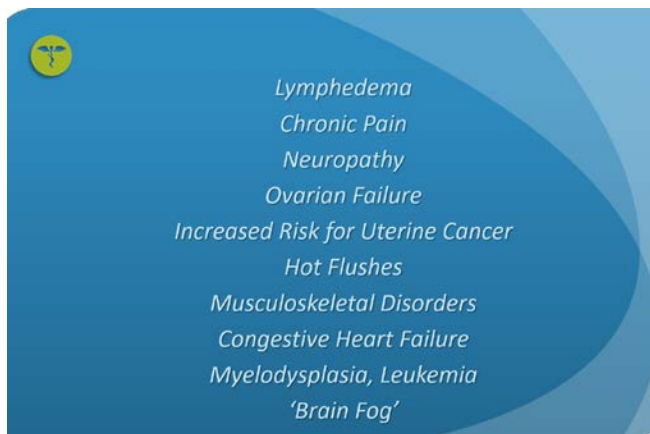 Lymphedema
Chronic Pain
Neuropathy
Ovarian Failure
Increased Risk for Uterine Cancer
Hot Flushes
Musculoskeletal Disorders
Congestive Heart Failure
Myelodysplasia, Leukemia
‘Brain Fog’